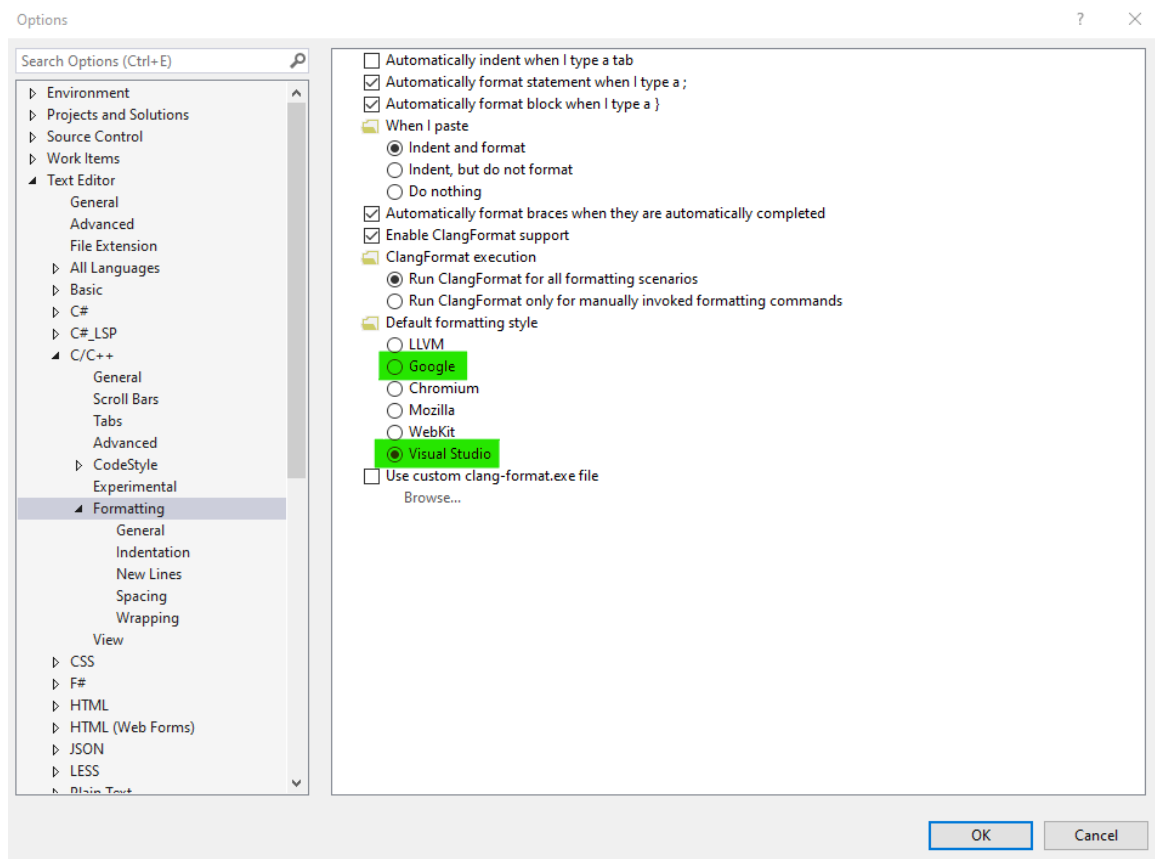 Options
?
Search Options (Ctrl+E)
Environment
Projects and Solutions
Source Control
Work Items
Text Editor
General
Advanced
File Extension
All Languages
Basic
C#
C#_LSP
C/C++
General
Scroll Bars
Tabs
Advanced
CodeStyle
Experimental
Formatting
General
Indentation
New Lines
Spacing
Wrapping
View
CSS
F#
HTML
HTML (Web Forms)
JSON
LESS
Plain Text
Automatically indent when I type a tab
Automatically format statement when I type a ;
Automatically format block when I type a }
When I paste
Indent and format
Indent, but do not format
Do nothing
Automatically format braces when they are automatically completed
Enable ClangFormat support
ClangFormat execution
Run ClangFormat for all formatting scenarios
Run ClangFormat only for manually invoked formatting commands
Default formatting style
LLVM
Google
Chromium
Mozilla
WebKit
Visual Studio
Use custom clang-format.exe file
Browse...
OK
Cancel